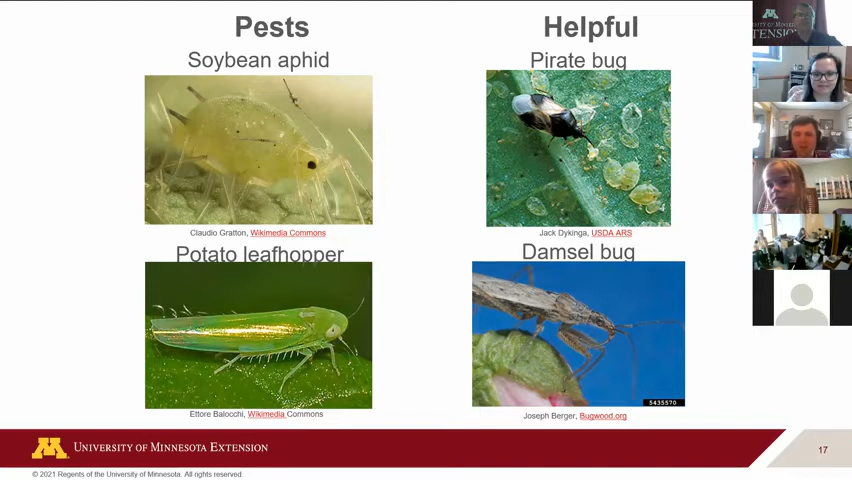 Pests
Helpful
Soybean aphid
Pirate bug
Claudio Gratton, Wikimedia Commons
Jack Dykinga, USDA ARS
Potato leafhopper
Damsel bug
5435570
Ettore Balocchi, Wikimedia Commons
Joseph Berger, Bugwood.org
UNIVERSITY OF MINNESOTA EXTENSION
17
© 2021 Regents of the University of Minnesota. All rights reserved.